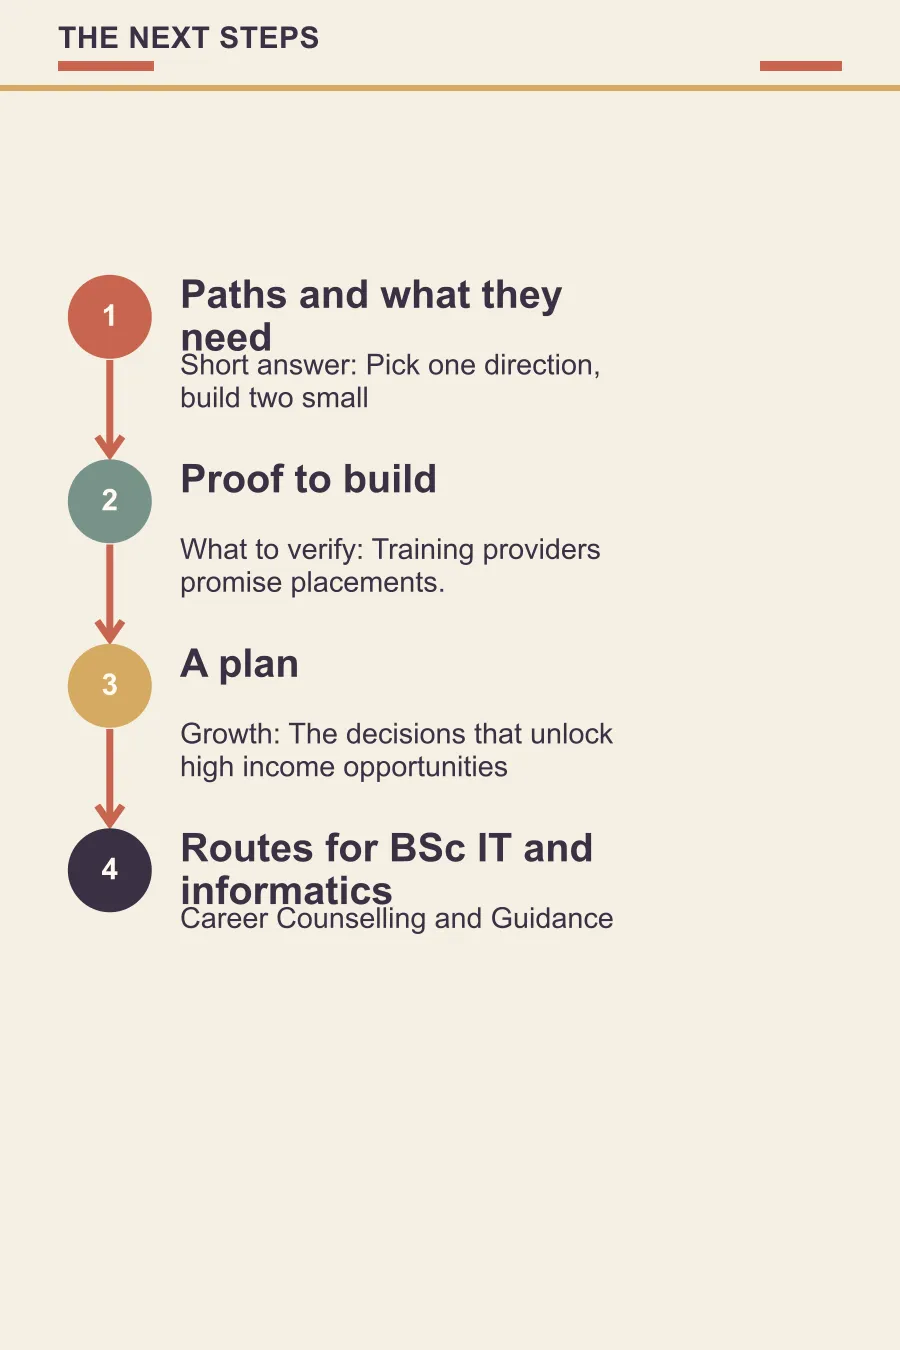 THE NEXT STEPS
1
Paths and what they
need
Short answer: Pick one direction,
build two small
2
Proof to build
What to verify: Training providers
promise placements.
3
A plan
Growth: The decisions that unlock
high income opportunities
4
Routes for BSc IT and
informatics
Career Counselling and Guidance